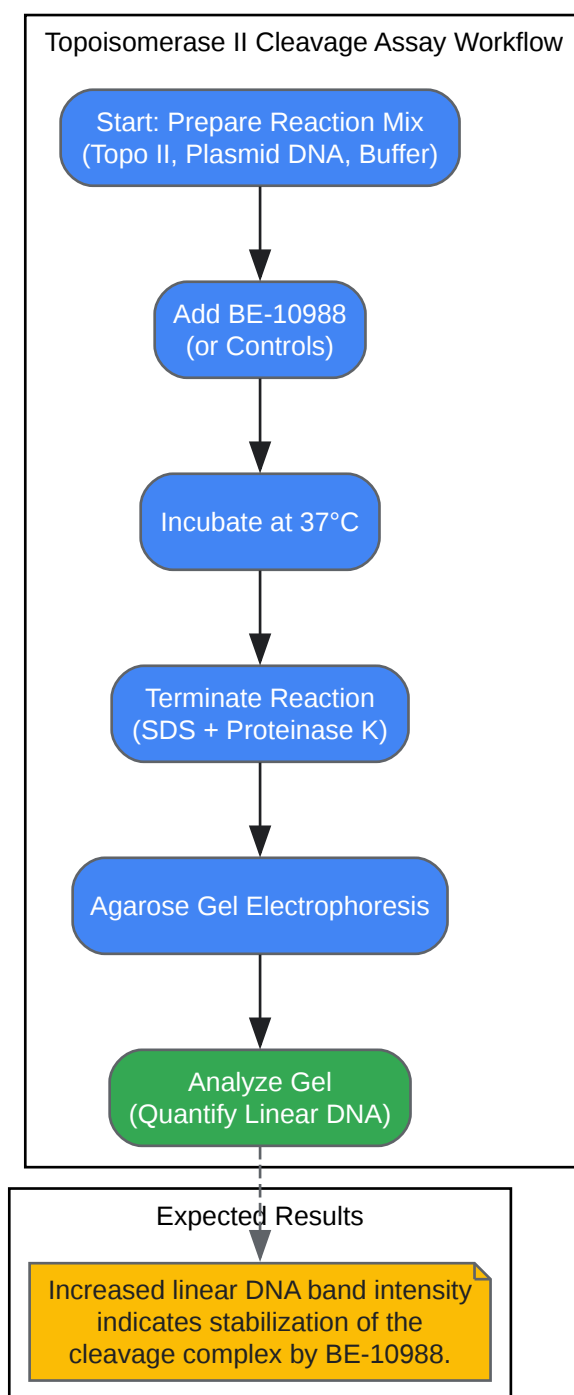 Topoisomerase II Cleavage Assay Workflow
Start: Prepare Reaction Mix
(Topo II, Plasmid DNA, Buffer)
Add BE-10988
(or Controls)
Incubate at 37°C
Terminate Reaction
(SDS + Proteinase K)
Agarose Gel Electrophoresis
Analyze Gel
(Quantify Linear DNA)
Expected Results
Increased linear DNA band intensity
indicates stabilization of the
cleavage complex by BE-10988.